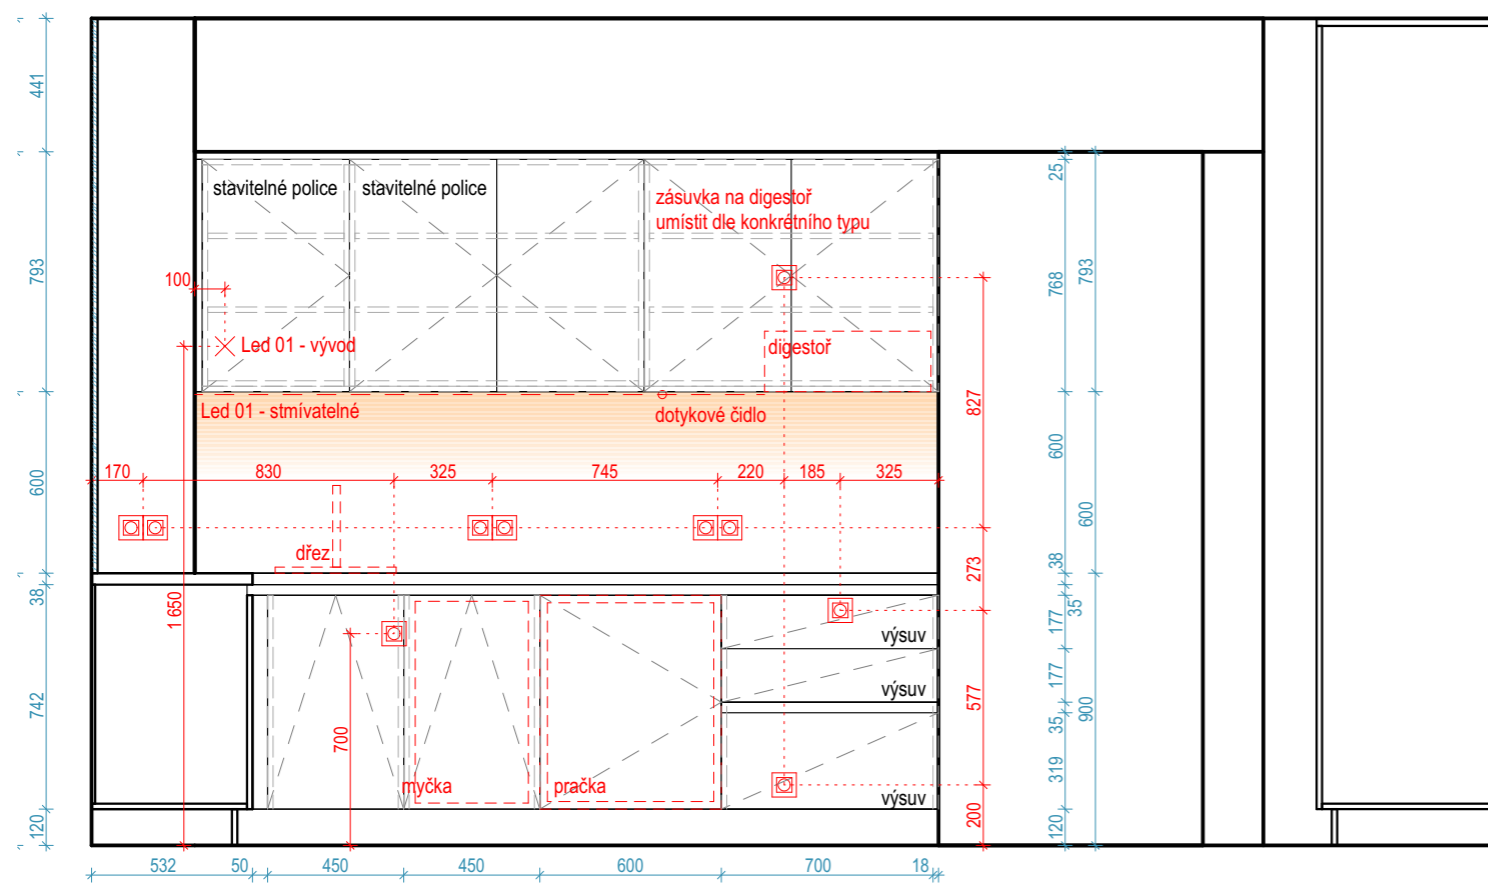 441
793
600
38
742
120
stavitelné police
stavitelné police
zásuvka na digestoř
umístit dle konkrétního typu
100
Led 01 - vývod
digestoř
Led 01 - stmívatelné
dotykové čidlo
170
830
325
745
220
185
325
dřez
1 650
700
myčka
pračka
výsuv
výsuv
výsuv
827
273
577
200
25
768
793
600
600
38
35
177
177
35
900
319
120
532
50
450
450
600
700
18